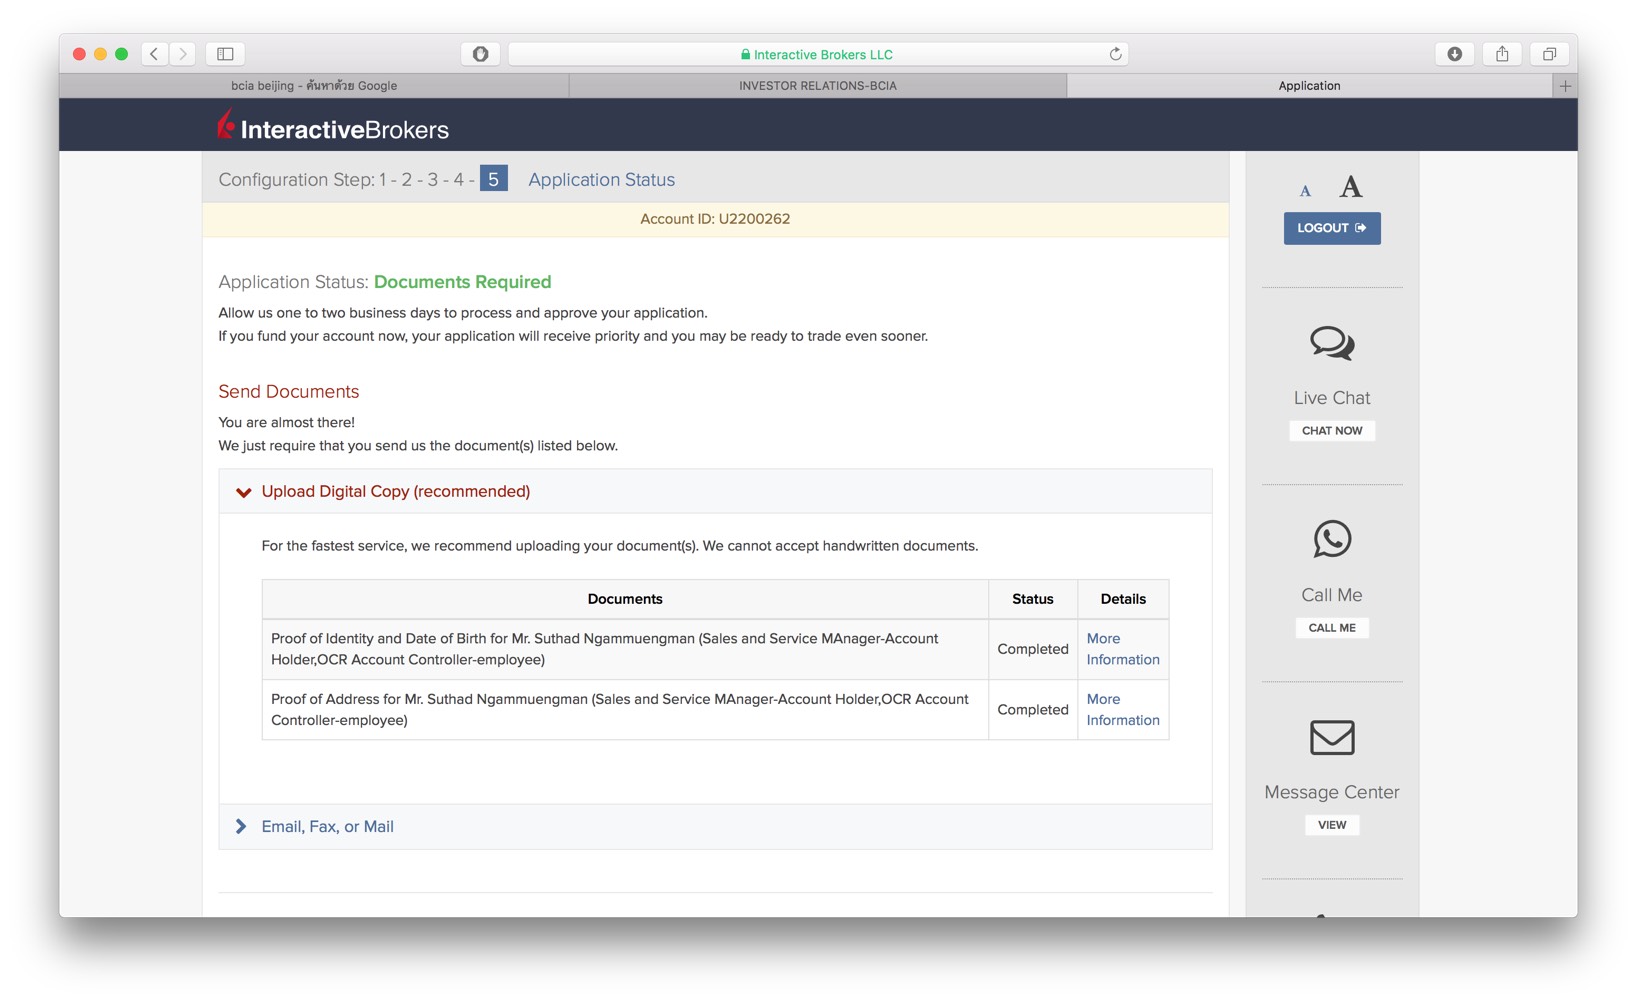 Interactive Brokers LLC
bcia beijing - ค้นหาด้วย Google
INVESTOR RELATIONS-BCIA
Application
InteractiveBrokers
Configuration Step: 1 - 2 - 3 - 4 - 5 Application Status
Account ID: U2200262
Application Status: Documents Required
Allow us one to two business days to process and approve your application.
If you fund your account now, your application will receive priority and you may be ready to trade even sooner.
Send Documents
You are almost there!
We just require that you send us the document(s) listed below.
Upload Digital Copy (recommended)
For the fastest service, we recommend uploading your document(s). We cannot accept handwritten documents.
Documents Status Details
Proof of Identity and Date of Birth for Mr. Suthad Ngammuengman (Sales and Service MAnager-Account
Holder,OCR Account Controller-employee)
Completed
More
Information
Proof of Address for Mr. Suthad Ngammuengman (Sales and Service MAnager-Account Holder,OCR Account
Controller-employee)
Completed
More
Information
Email, Fax, or Mail
A A
LOGOUT
Live Chat
CHAT NOW
Call Me
CALL ME
Message Center
VIEW